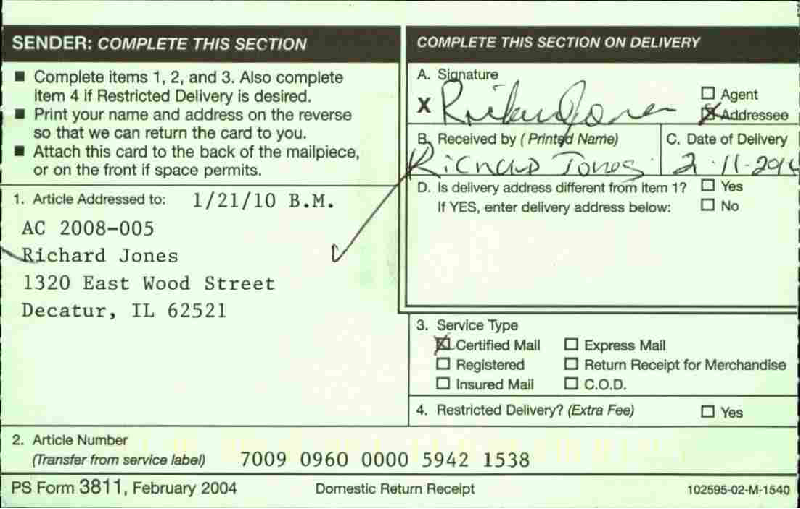 SENDER: COMPLETE THIS SECTION
■ Complete items 1, 2, and 3. Also complete
item 4 if Restricted Delivery is desired.
■ Print your name and address on the reverse
so that we can return the card to you.
■ Attach this card to the back of the mailpiece,
or on the front if space permits.
1. Article Addressed to: 1/21/10 B.M.
AC 2008-005
Richard Jones
1320 East Wood Street
Decatur, IL 62521
2. Article Number
(Transfer from service label) 7009 0960 0000 5942 1538
COMPLETE THIS SECTION ON DELIVERY
A. Signature
X Richard Jones
☐ Agent
☒ Addressee
B. Received by (Printed Name)
Richard Jones
C. Date of Delivery
2-11-2010
D. Is delivery address different from item 1? ☐ Yes
If YES, enter delivery address below: ☐ No
3. Service Type
☒ Certified Mail ☐ Express Mail
☐ Registered ☐ Return Receipt for Merchandise
☐ Insured Mail ☐ C.O.D.
4. Restricted Delivery? (Extra Fee) ☐ Yes
PS Form 3811, February 2004 Domestic Return Receipt 102595-02-M-1540